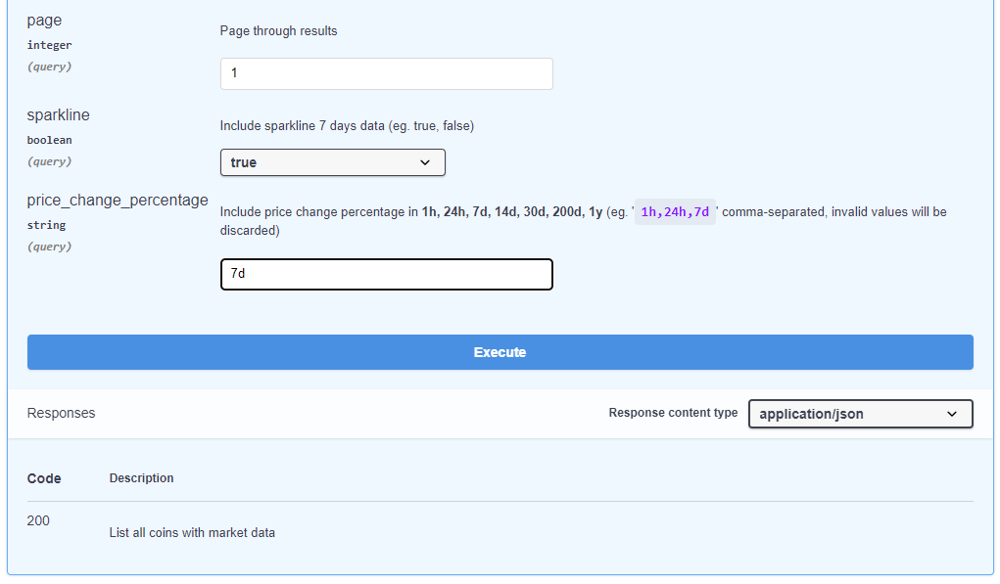 page
integer
(query)
Page through results
1
sparkline
boolean
(query)
Include sparkline 7 days data (eg. true, false)
true
price_change_percentage
string
(query)
Include price change percentage in 1h, 24h, 7d, 14d, 30d, 200d, 1y (eg. '1h,24h,7d' comma-separated, invalid values will be
discarded)
7d
Execute
Responses
Response content type
application/json
Code
Description
200
List all coins with market data